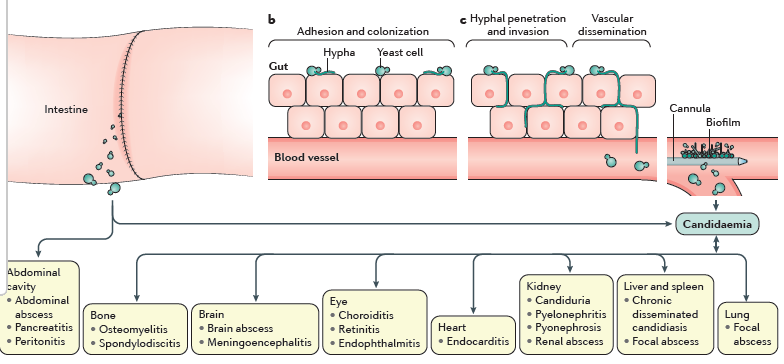 b
Adhesion and colonization
Hypha
Yeast cell
Gut
Blood vessel
c
Hyphal penetration
and invasion
Vascular
dissemination
Intestine
Cannula
Biofilm
Candidaemia
Abdominal
cavity
• Abdominal
abscess
• Pancreatitis
• Peritonitis
Bone
• Osteomyelitis
• Spondylodiscitis
Brain
• Brain abscess
• Meningoencephalitis
Eye
• Choroiditis
• Retinitis
• Endophthalmitis
Heart
• Endocarditis
Kidney
• Candiduria
• Pyelonephritis
• Pyonephrosis
• Renal abscess
Liver and spleen
• Chronic
disseminated
candidiasis
• Focal abscess
Lung
• Focal
abscess